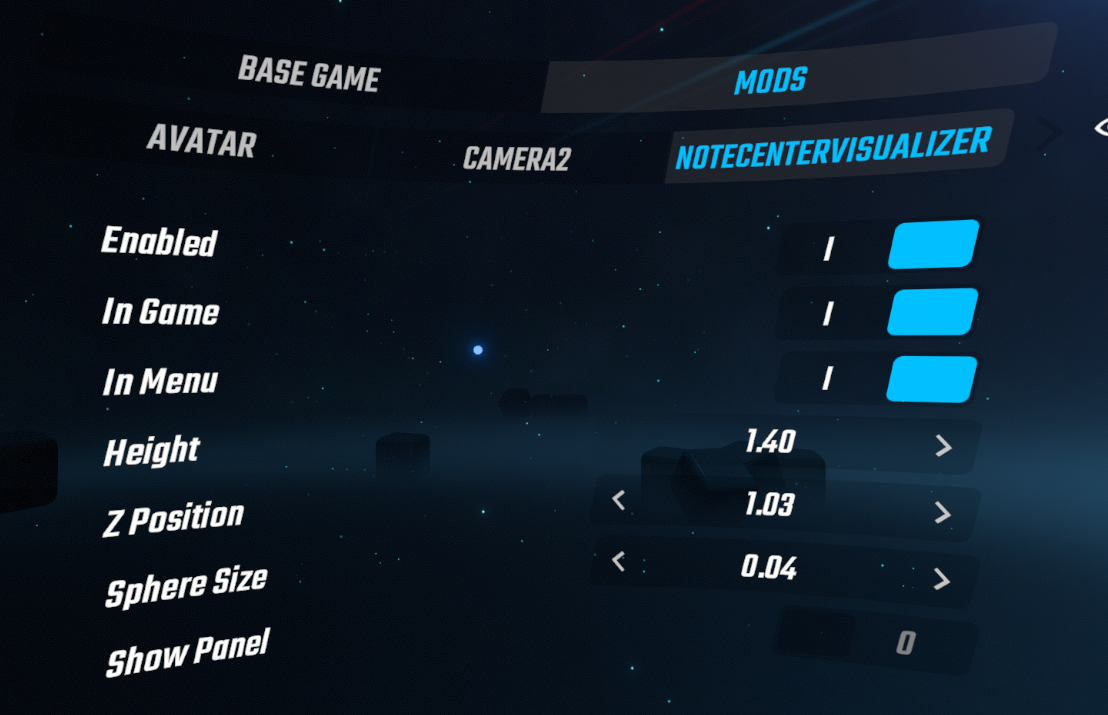 BASE GAME MODS
AVATAR CAMERA2 NOTECENTERVISUALIZER
Enabled I
In Game I
In Menu I
Height 1.40 >
Z Position < 1.03 >
Sphere Size < 0.04 >
Show Panel 0